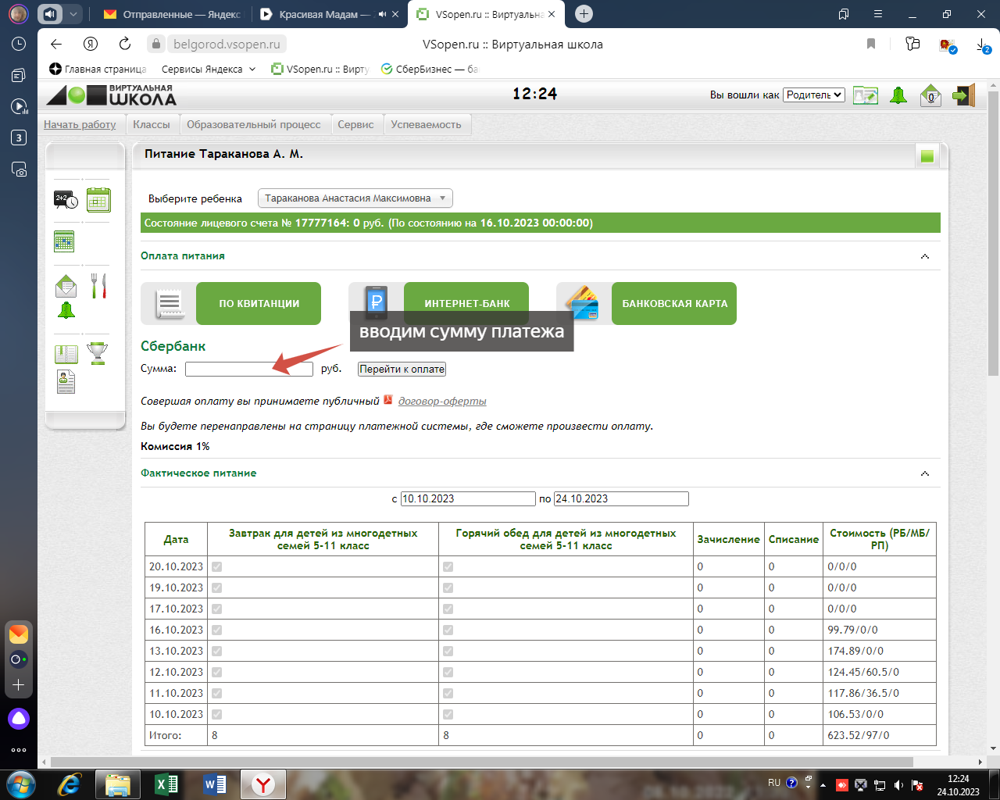 Отправленные — Яндекс
Красивая Мадам —
VSopen.ru :: Виртуальна
belgorod.vsopen.ru
VSopen.ru :: Виртуальная школа
2
Главная страница
Сервисы Яндекса
VSopen.ru :: Вирту
СберБизнес — ба
3
ВИРТУАЛЬНАЯ
ШКОЛА
12:24
Вы вошли как
Родитель
0
Начать работу
Классы
Образовательный процесс
Сервис
Успеваемость
Питание Тараканова А. М.
2+2
Выберите ребенка
Тараканова Анастасия Максимовна
Состояние лицевого счета № 17777164: 0 руб. (По состоянию на 16.10.2023 00:00:00)
Оплата питания
ПО КВИТАНЦИИ
ИНТЕРНЕТ-БАНК
БАНКОВСКАЯ КАРТА
вводим сумму платежа
Сбербанк
Сумма:
руб.
Перейти к оплате
Совершая оплату вы принимаете публичный договор-оферты
Вы будете перенаправлены на страницу платежной системы, где сможете произвести оплату.
Комиссия 1%
Фактическое питание
с 10.10.2023 по 24.10.2023
Дата
Завтрак для детей из многодетных семей 5-11 класс
Горячий обед для детей из многодетных семей 5-11 класс
Зачисление
Списание
Стоимость (РБ/МБ/РП)
20.10.2023 0 0 0/0/0
19.10.2023 0 0 0/0/0
17.10.2023 0 0 0/0/0
16.10.2023 0 0 99.79/0/0
13.10.2023 0 0 174.89/0/0
12.10.2023 0 0 124.45/60.5/0
11.10.2023 0 0 117.86/36.5/0
10.10.2023 0 0 106.53/0/0
Итого: 8 8 0 0 623.52/97/0
RU
12:24
24.10.2023